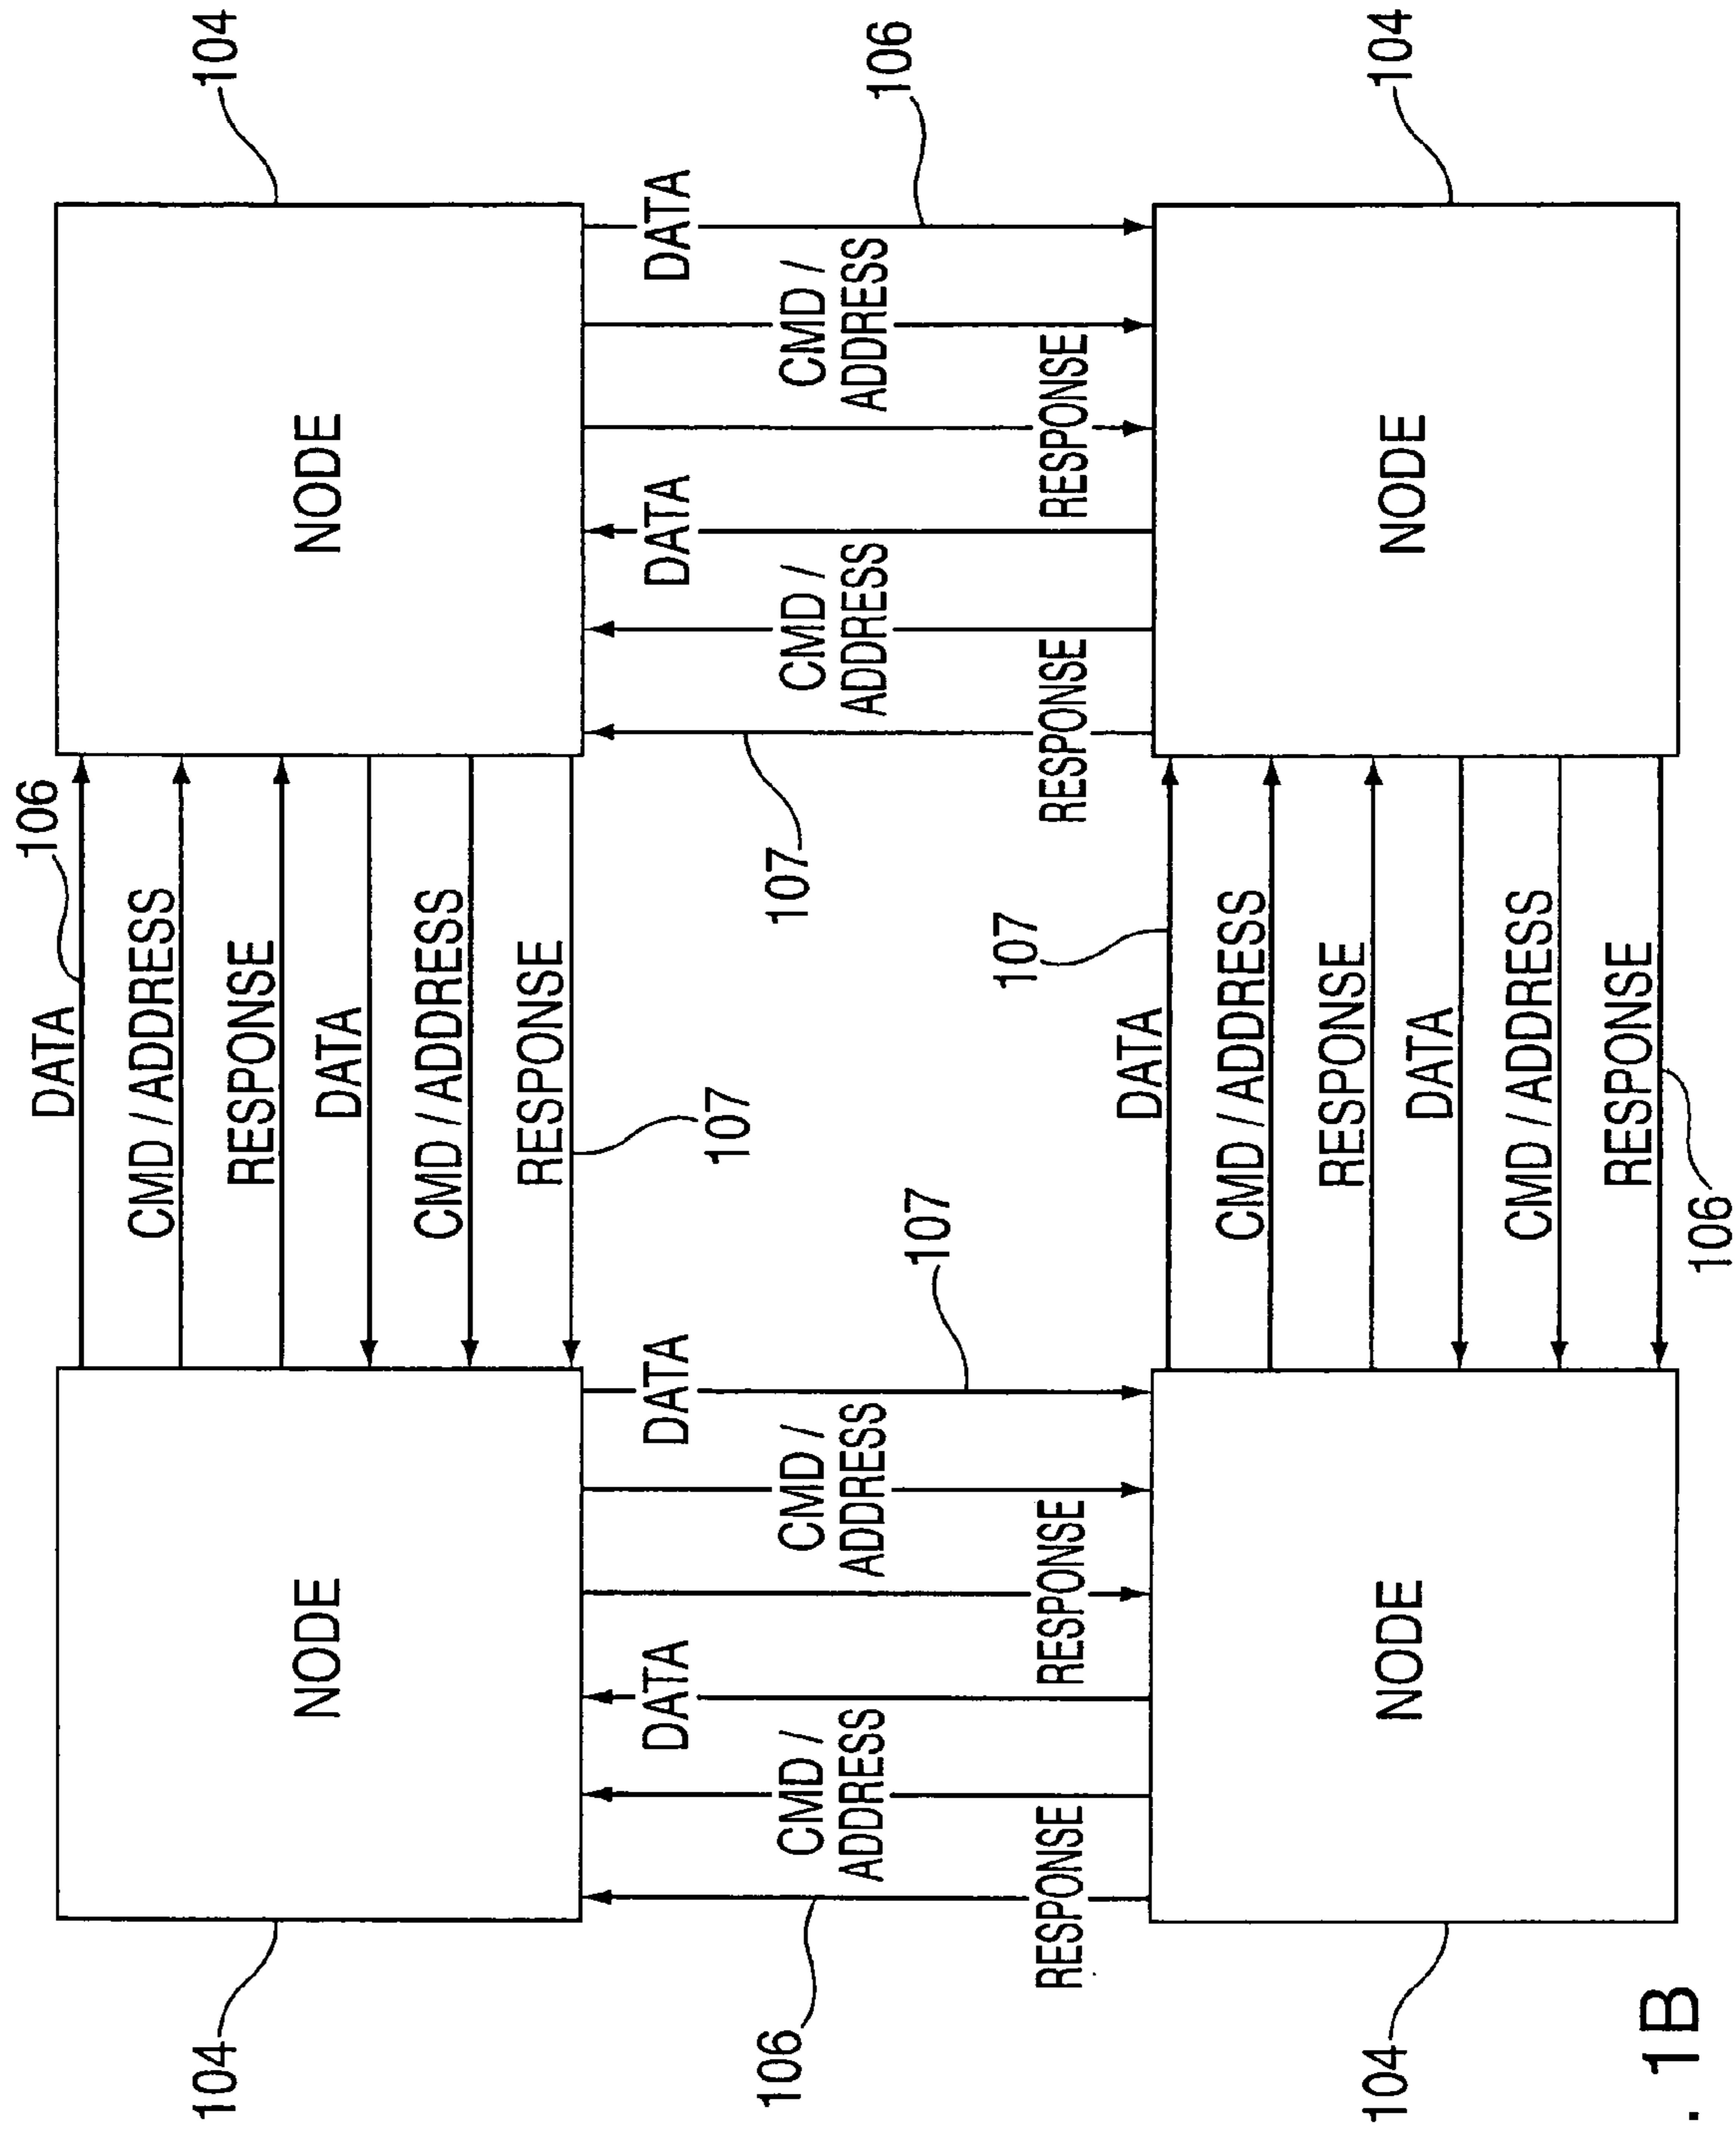 DATA 106
CMD / ADDRESS
104
104
RESPONSE
NODE
DATA
NODE
CMD / ADDRESS
RESPONSE
DATA
DATA
DATA
DATA
107
106
107
CMD / ADDRESS
CMD / ADDRESS
CMD / ADDRESS
CMD / ADDRESS
106
107
107
RESPONSE
RESPONSE
RESPONSE
RESPONSE
DATA
CMD / ADDRESS
RESPONSE
104
104
NODE
DATA
NODE
CMD / ADDRESS
RESPONSE
106
. 1B